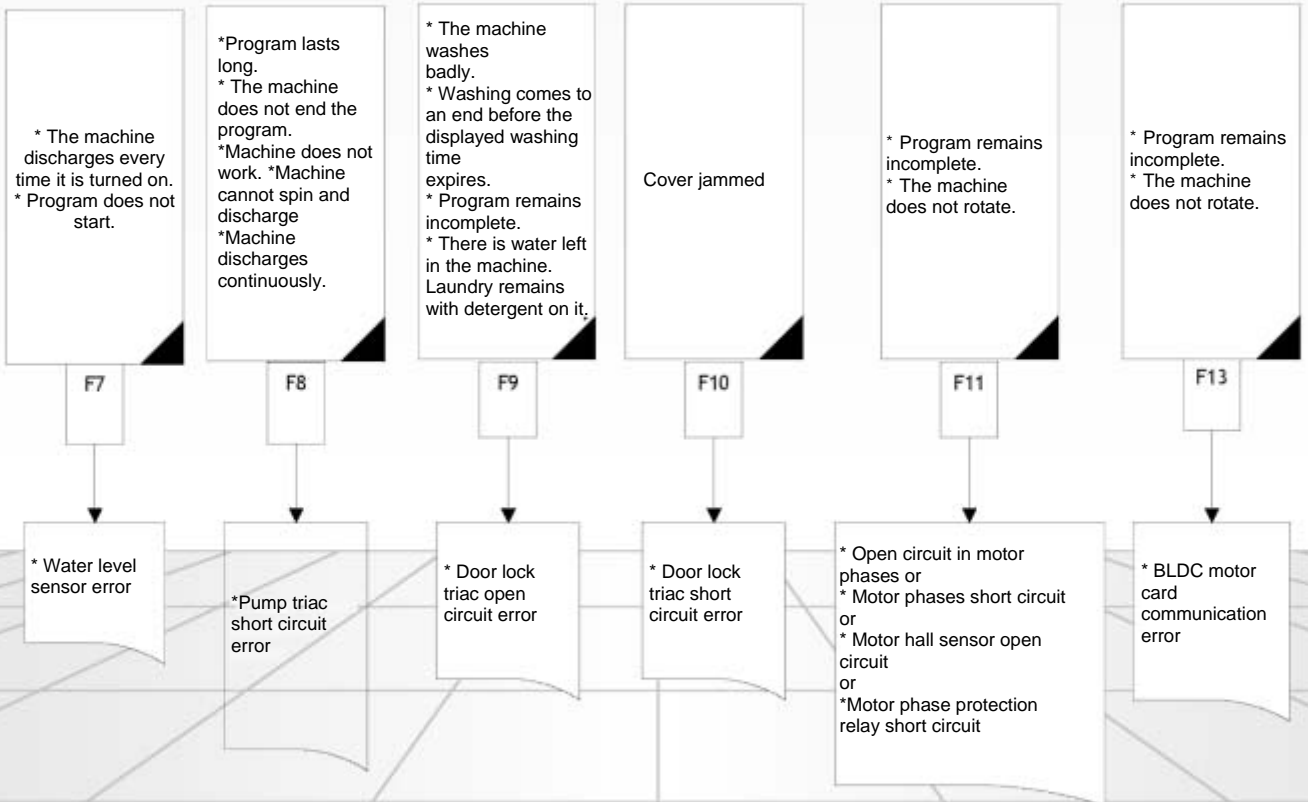 * The machine
discharges every
time it is turned on.
* Program does not
start.
*Program lasts
long.
* The machine
does not end the
program.
*Machine does not
work. *Machine
cannot spin and
discharge
*Machine
discharges
continuously.
* The machine
washes
badly.
* Washing comes to
an end before the
displayed washing
time
expires.
* Program remains
incomplete.
* There is water left
in the machine.
Laundry remains
with detergent on it.
Cover jammed
* Program remains
incomplete.
* The machine
does not rotate.
* Program remains
incomplete.
* The machine
does not rotate.
F7
F8
F9
F10
F11
F13
* Water level
sensor error
*Pump triac
short circuit
error
* Door lock
triac open
circuit error
* Door lock
triac short
circuit error
* Open circuit in motor
phases or
* Motor phases short circuit
or
* Motor hall sensor open
circuit
or
*Motor phase protection
relay short circuit
* BLDC motor
card
communication
error